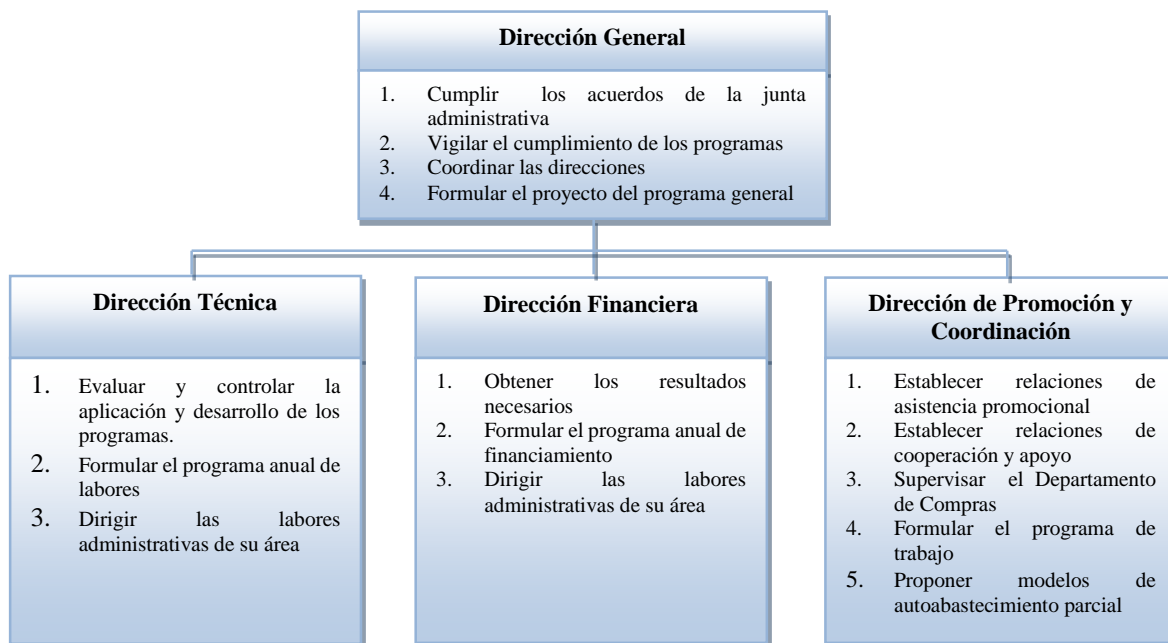 Dirección General
1. Cumplir los acuerdos de la junta
administrativa
2. Vigilar el cumplimiento de los programas
3. Coordinar las direcciones
4. Formular el proyecto del programa general
Dirección Técnica
1. Evaluar y controlar la
aplicación y desarrollo de los
programas.
2. Formular el programa anual de
labores
3. Dirigir las labores
administrativas de su área
Dirección Financiera
1. Obtener los resultados
necesarios
2. Formular el programa anual de
financiamiento
3. Dirigir las labores
administrativas de su área
Dirección de Promoción y
Coordinación
1. Establecer relaciones de
asistencia promocional
2. Establecer relaciones de
cooperación y apoyo
3. Supervisar el Departamento
de Compras
4. Formular el programa de
trabajo
5. Proponer modelos de
autoabastecimiento parcial